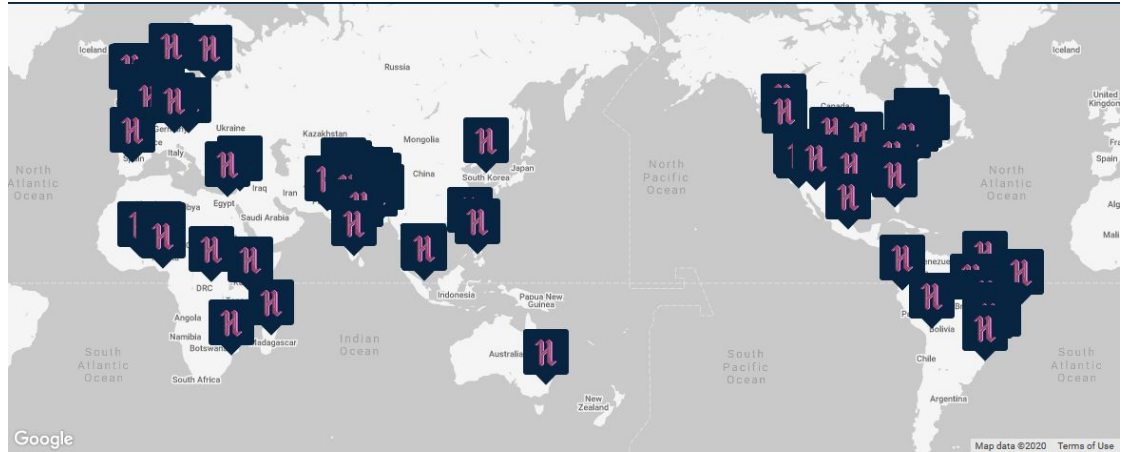 Iceland
Russia
Canada
Iceland
United
Kingdom
Ukraine
Kazakhstan
Mongolia
Italy
Spain
North
Atlantic
Ocean
Iraq
Iran
China
South Korea
Japan
North
Pacific
Ocean
North
Atlantic
Ocean
Spain
Egypt
Saudi Arabia
Mali
DRC
Indonesia
Papua New
Guinea
Angola
Namibia
Botswana
Madagascar
Indian
Ocean
Australia
Bolivia
South
Atlantic
Ocean
South
Pacific
Ocean
Chile
South
Atlantic
Ocean
South Africa
New
Zealand
Argentina
Google
Map data ©2020 Terms of Use
H